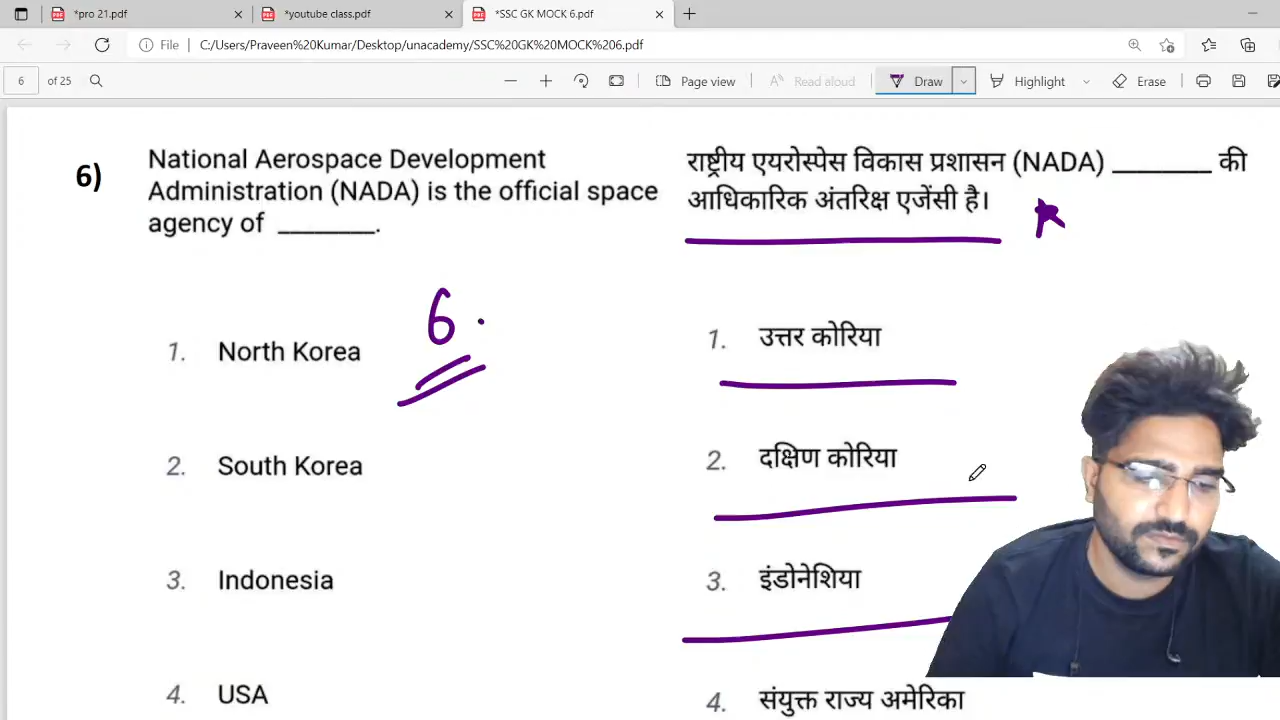 *pro 21.pdf
*youtube class.pdf
*SSC GK MOCK 6.pdf
File C:/Users/Praveen%20Kumar/Desktop/unacademy/SSC%20GK%20MOCK%206.pdf
6 of 25
Page view
Read aloud
Draw
Highlight
Erase
6)
National Aerospace Development
Administration (NADA) is the official space
agency of ________.
राष्ट्रीय एयरोस्पेस विकास प्रशासन (NADA) ________ की
आधिकारिक अंतरिक्ष एजेंसी है।
6.
1. North Korea
2. South Korea
3. Indonesia
4. USA
1. उत्तर कोरिया
2. दक्षिण कोरिया
3. इंडोनेशिया
4. संयुक्त राज्य अमेरिका